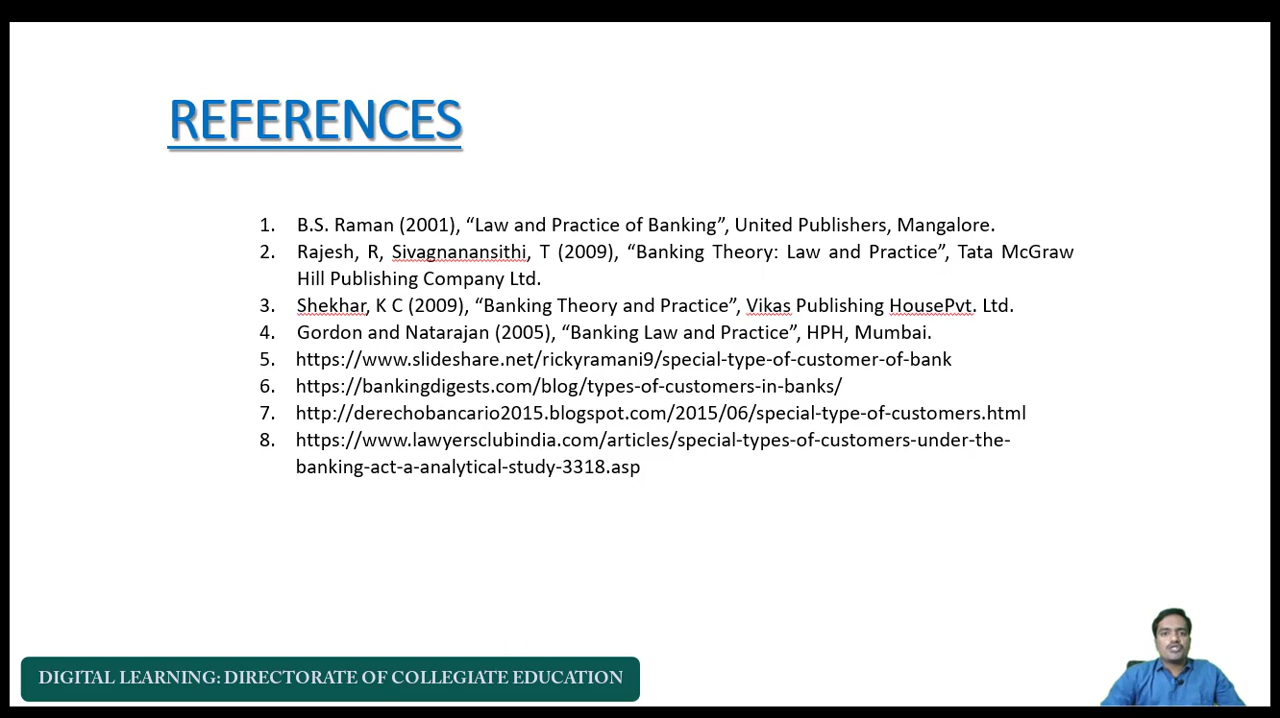 REFERENCES
1. B.S. Raman (2001), “Law and Practice of Banking”, United Publishers, Mangalore.
2. Rajesh, R, Sivagnanansithi, T (2009), “Banking Theory: Law and Practice”, Tata McGraw
Hill Publishing Company Ltd.
3. Shekhar, K C (2009), “Banking Theory and Practice”, Vikas Publishing HousePvt. Ltd.
4. Gordon and Natarajan (2005), “Banking Law and Practice”, HPH, Mumbai.
5. https://www.slideshare.net/rickyramani9/special-type-of-customer-of-bank
6. https://bankingdigests.com/blog/types-of-customers-in-banks/
7. http://derechobancario2015.blogspot.com/2015/06/special-type-of-customers.html
8. https://www.lawyersclubindia.com/articles/special-types-of-customers-under-the-
banking-act-a-analytical-study-3318.asp
DIGITAL LEARNING: DIRECTORATE OF COLLEGIATE EDUCATION